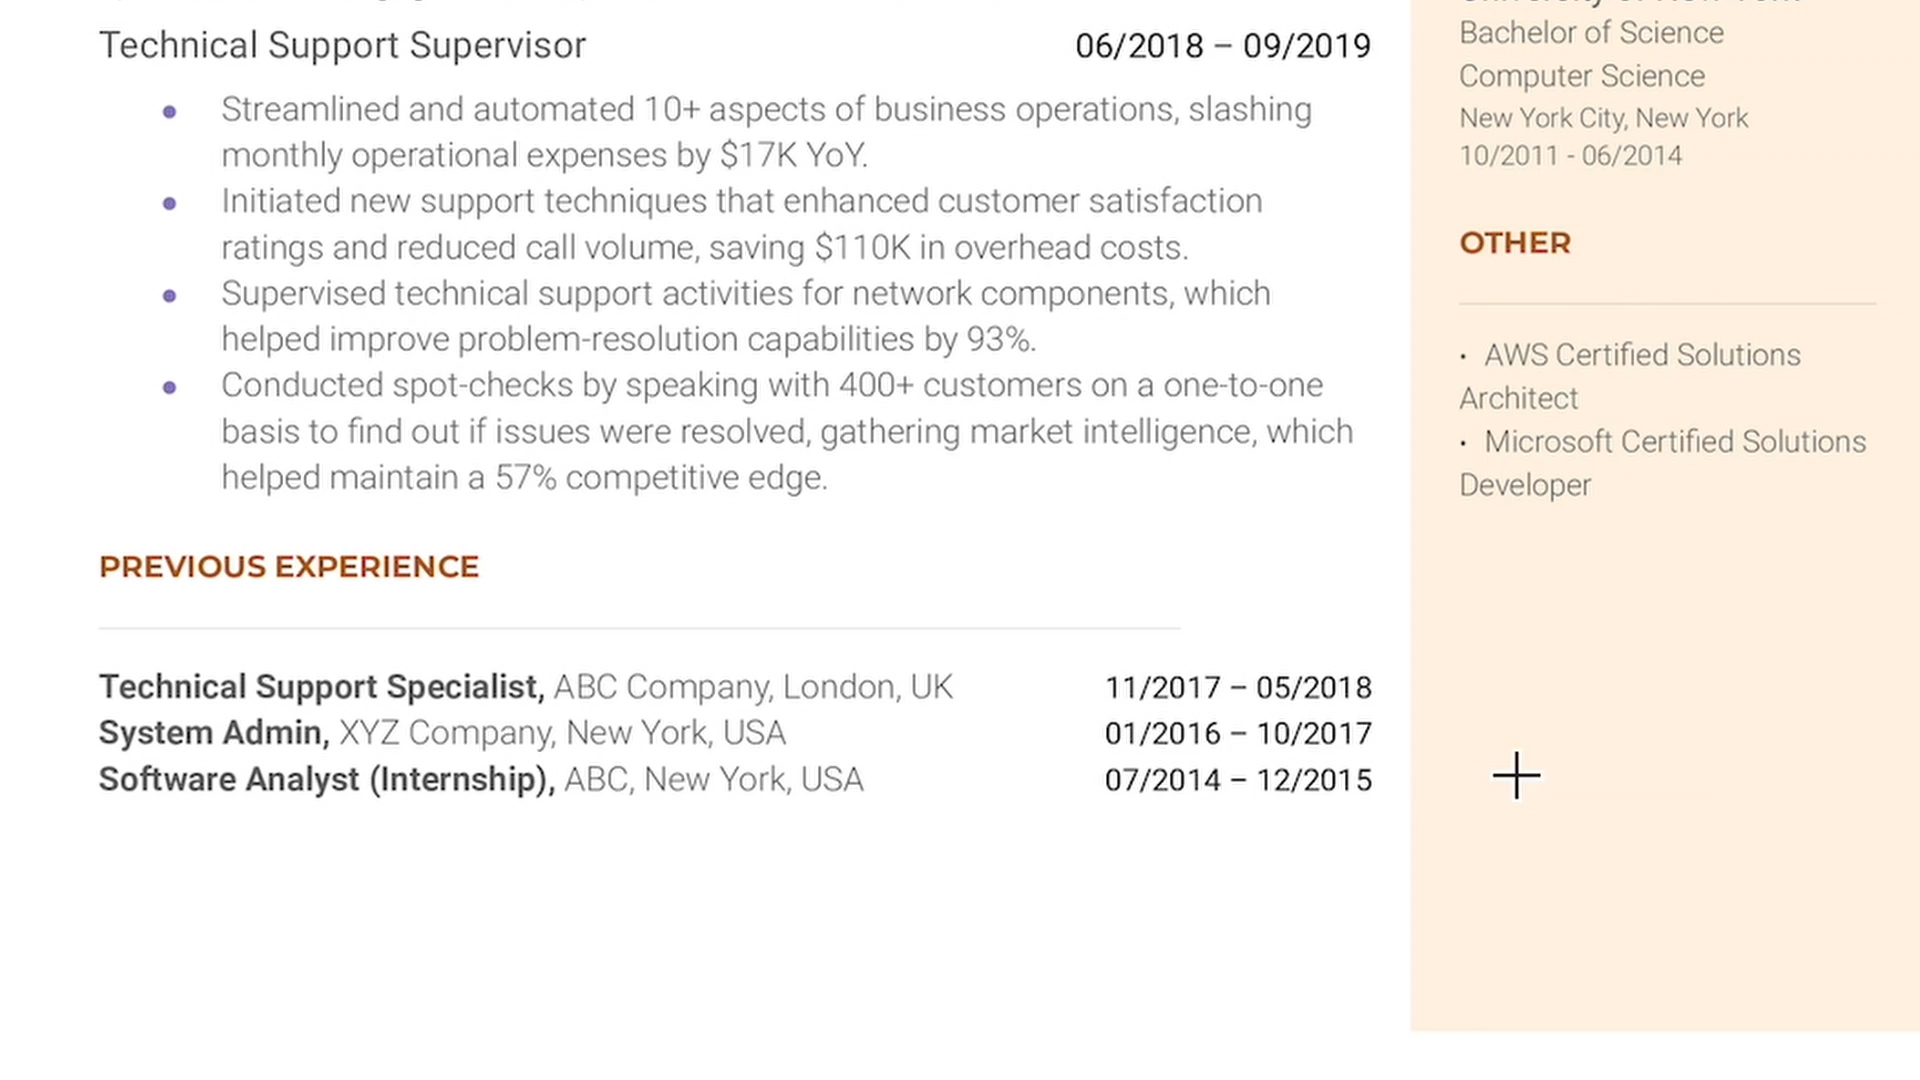 Technical Support Supervisor 06/2018 – 09/2019
• Streamlined and automated 10+ aspects of business operations, slashing
monthly operational expenses by $17K YoY.
• Initiated new support techniques that enhanced customer satisfaction
ratings and reduced call volume, saving $110K in overhead costs.
• Supervised technical support activities for network components, which
helped improve problem-resolution capabilities by 93%.
• Conducted spot-checks by speaking with 400+ customers on a one-to-one
basis to find out if issues were resolved, gathering market intelligence, which
helped maintain a 57% competitive edge.
PREVIOUS EXPERIENCE
Technical Support Specialist, ABC Company, London, UK 11/2017 – 05/2018
System Admin, XYZ Company, New York, USA 01/2016 – 10/2017
Software Analyst (Internship), ABC, New York, USA 07/2014 – 12/2015
Bachelor of Science
Computer Science
New York City, New York
10/2011 - 06/2014
OTHER
• AWS Certified Solutions
Architect
• Microsoft Certified Solutions
Developer